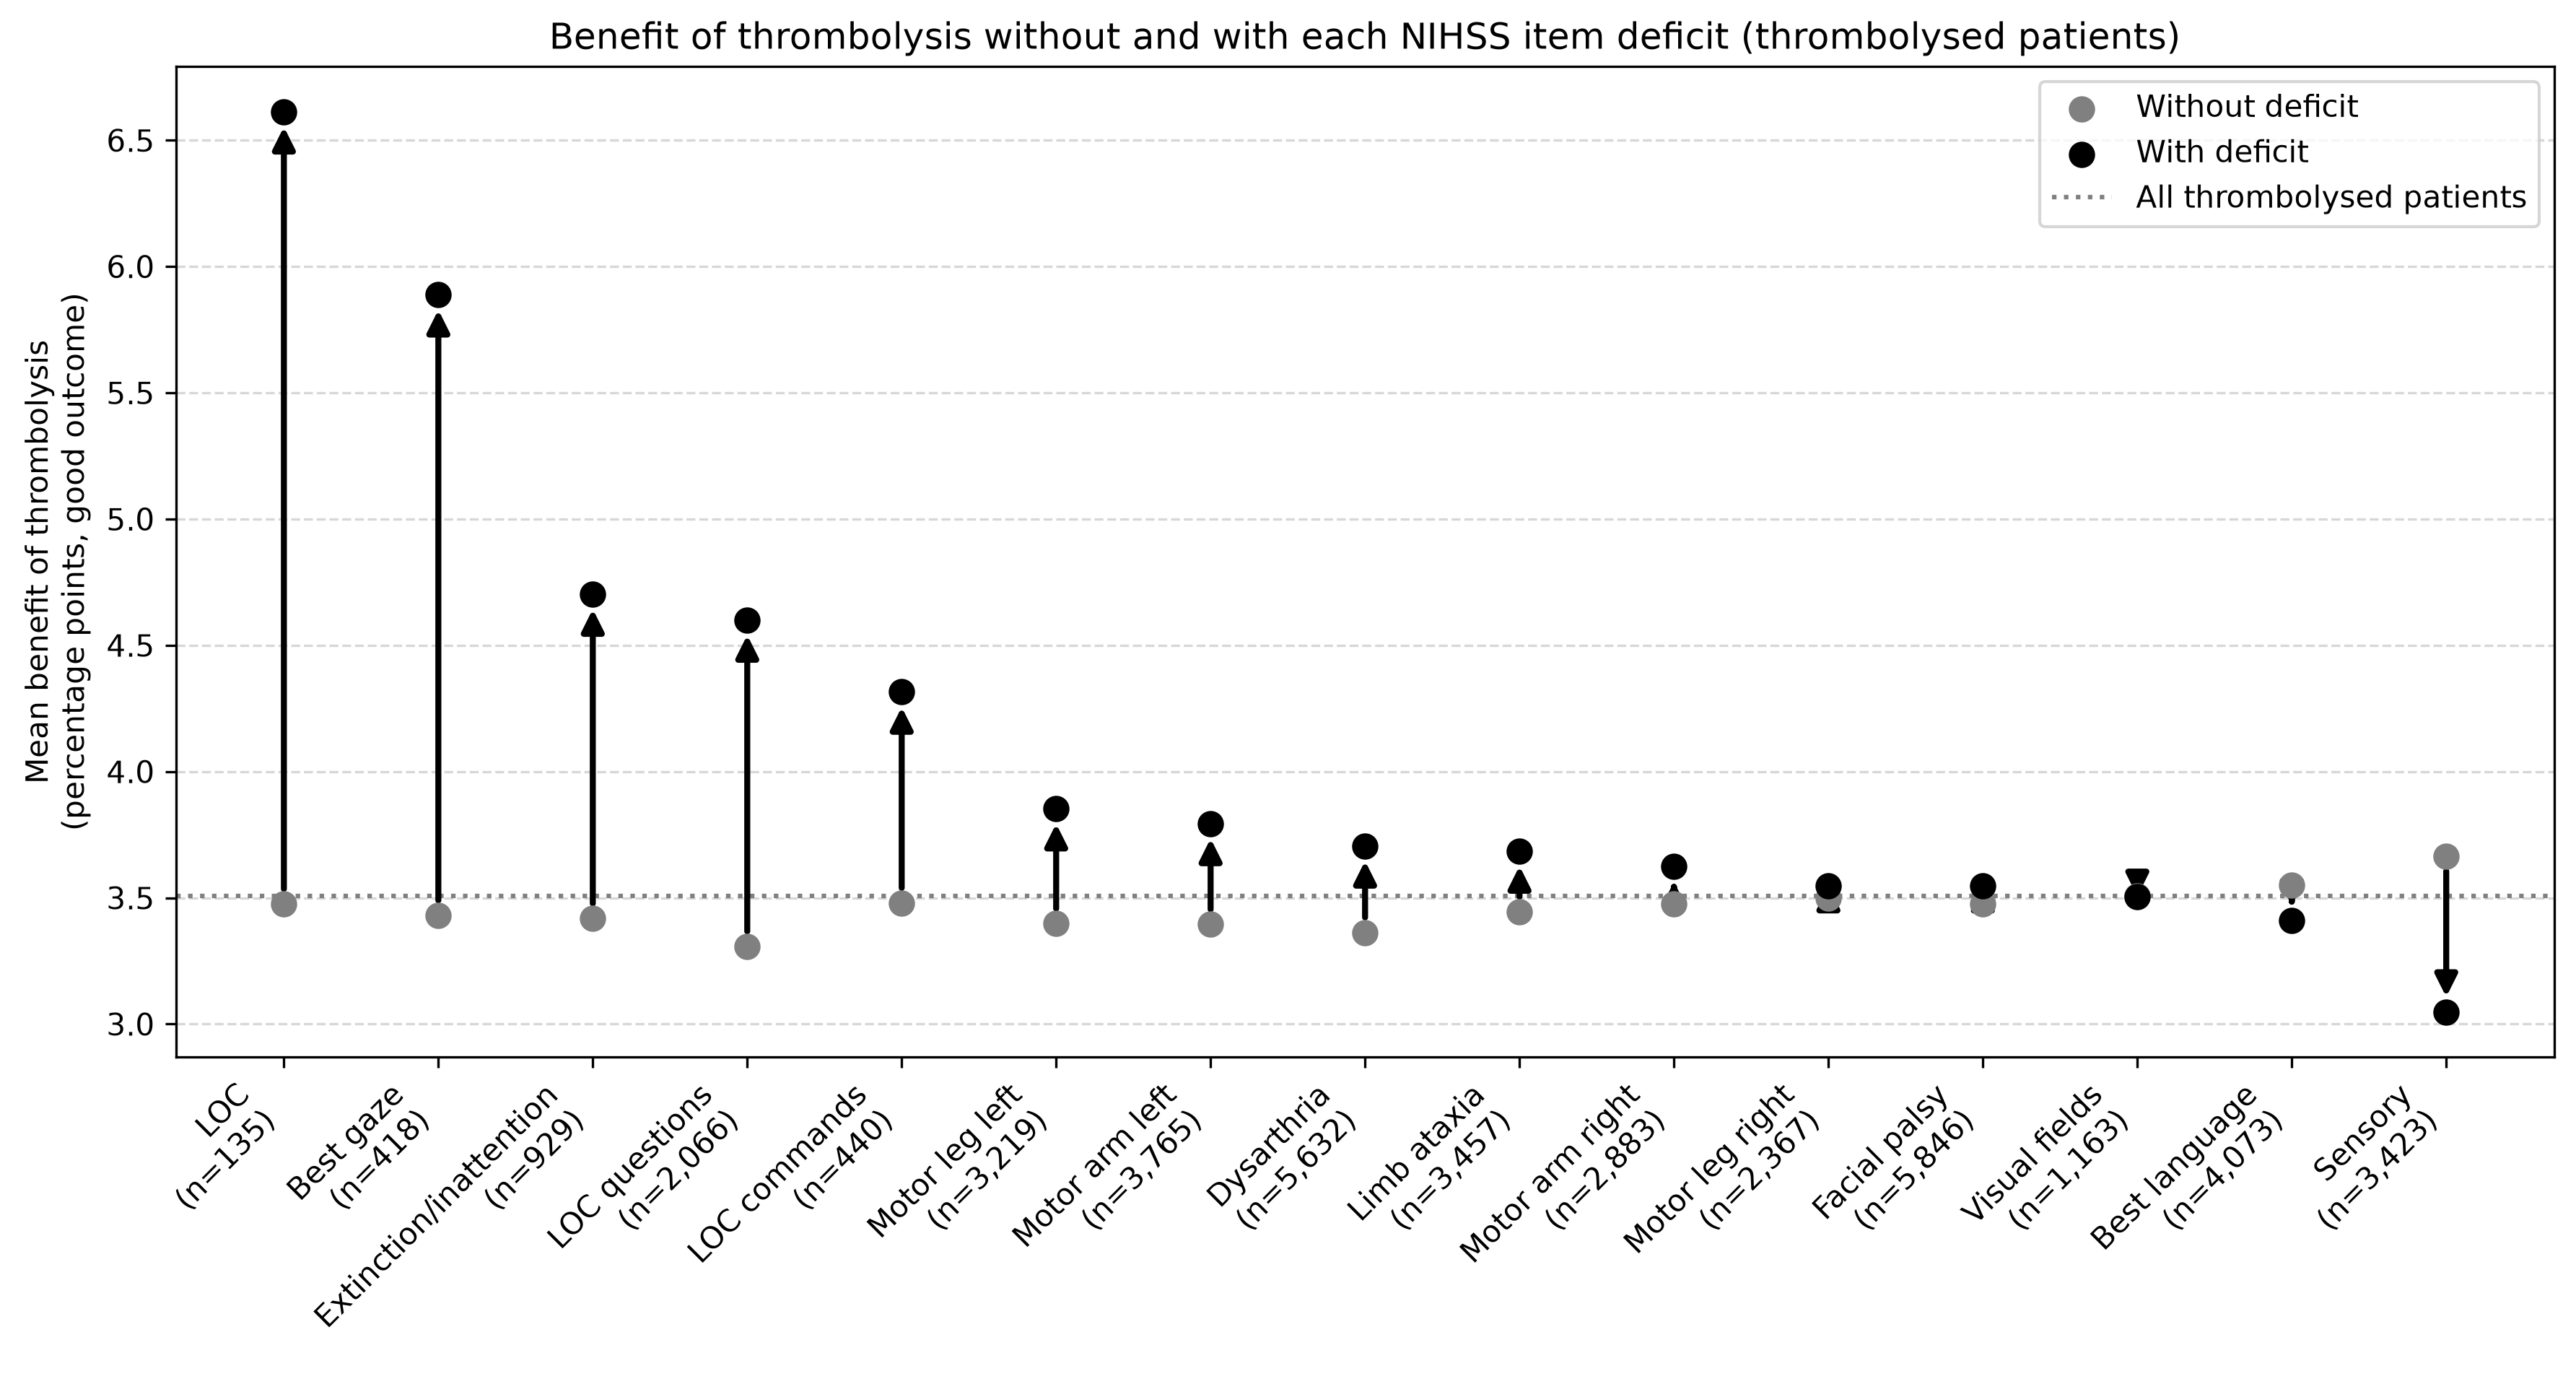 Benefit of thrombolysis without and with each NIHSS item deficit (thrombolysed patients)
Without deficit
With deficit
All thrombolysed patients
Mean benefit of thrombolysis
(percentage points, good outcome)
6.5
6.0
5.5
5.0
4.5
4.0
3.5
3.0
LOC
(n=135)
Best gaze
(n=418)
Extinction/inattention
(n=929)
LOC questions
(n=2,066)
LOC commands
(n=440)
Motor leg left
(n=3,219)
Motor arm left
(n=3,765)
Dysarthria
(n=5,632)
Limb ataxia
(n=3,457)
Motor arm right
(n=2,883)
Motor leg right
(n=2,367)
Facial palsy
(n=5,846)
Visual fields
(n=1,163)
Best language
(n=4,073)
Sensory
(n=3,423)